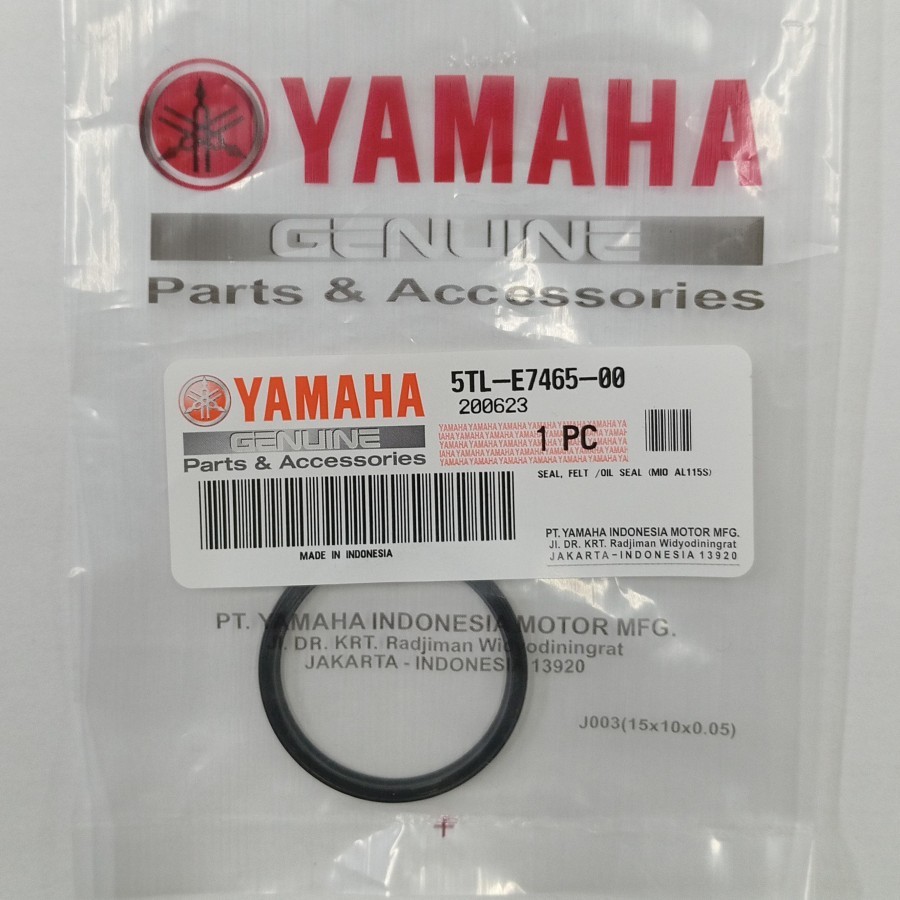 YAMAHA
GENUINE
Parts & Accessories
YAMAHA
GENUINE
Parts & Accessories
5TL-E7465-00
200623
YAMAHAYAMAHAYAMAHAYAMAHAYA
1 PC
SEAL, FELT /OIL SEAL (MIO AL115S)
MADE IN INDONESIA
PT. YAMAHA INDONESIA MOTOR MFG.
Jl. DR. KRT. Radjiman Widyodiningrat
JAKARTA-INDONESIA 13920
PT. YAMAHA INDONESIA MOTOR MFG.
Jl. DR. KRT. Radjiman Widyodiningrat
JAKARTA - INDONESIA 13920
J003(15x10x0.05)